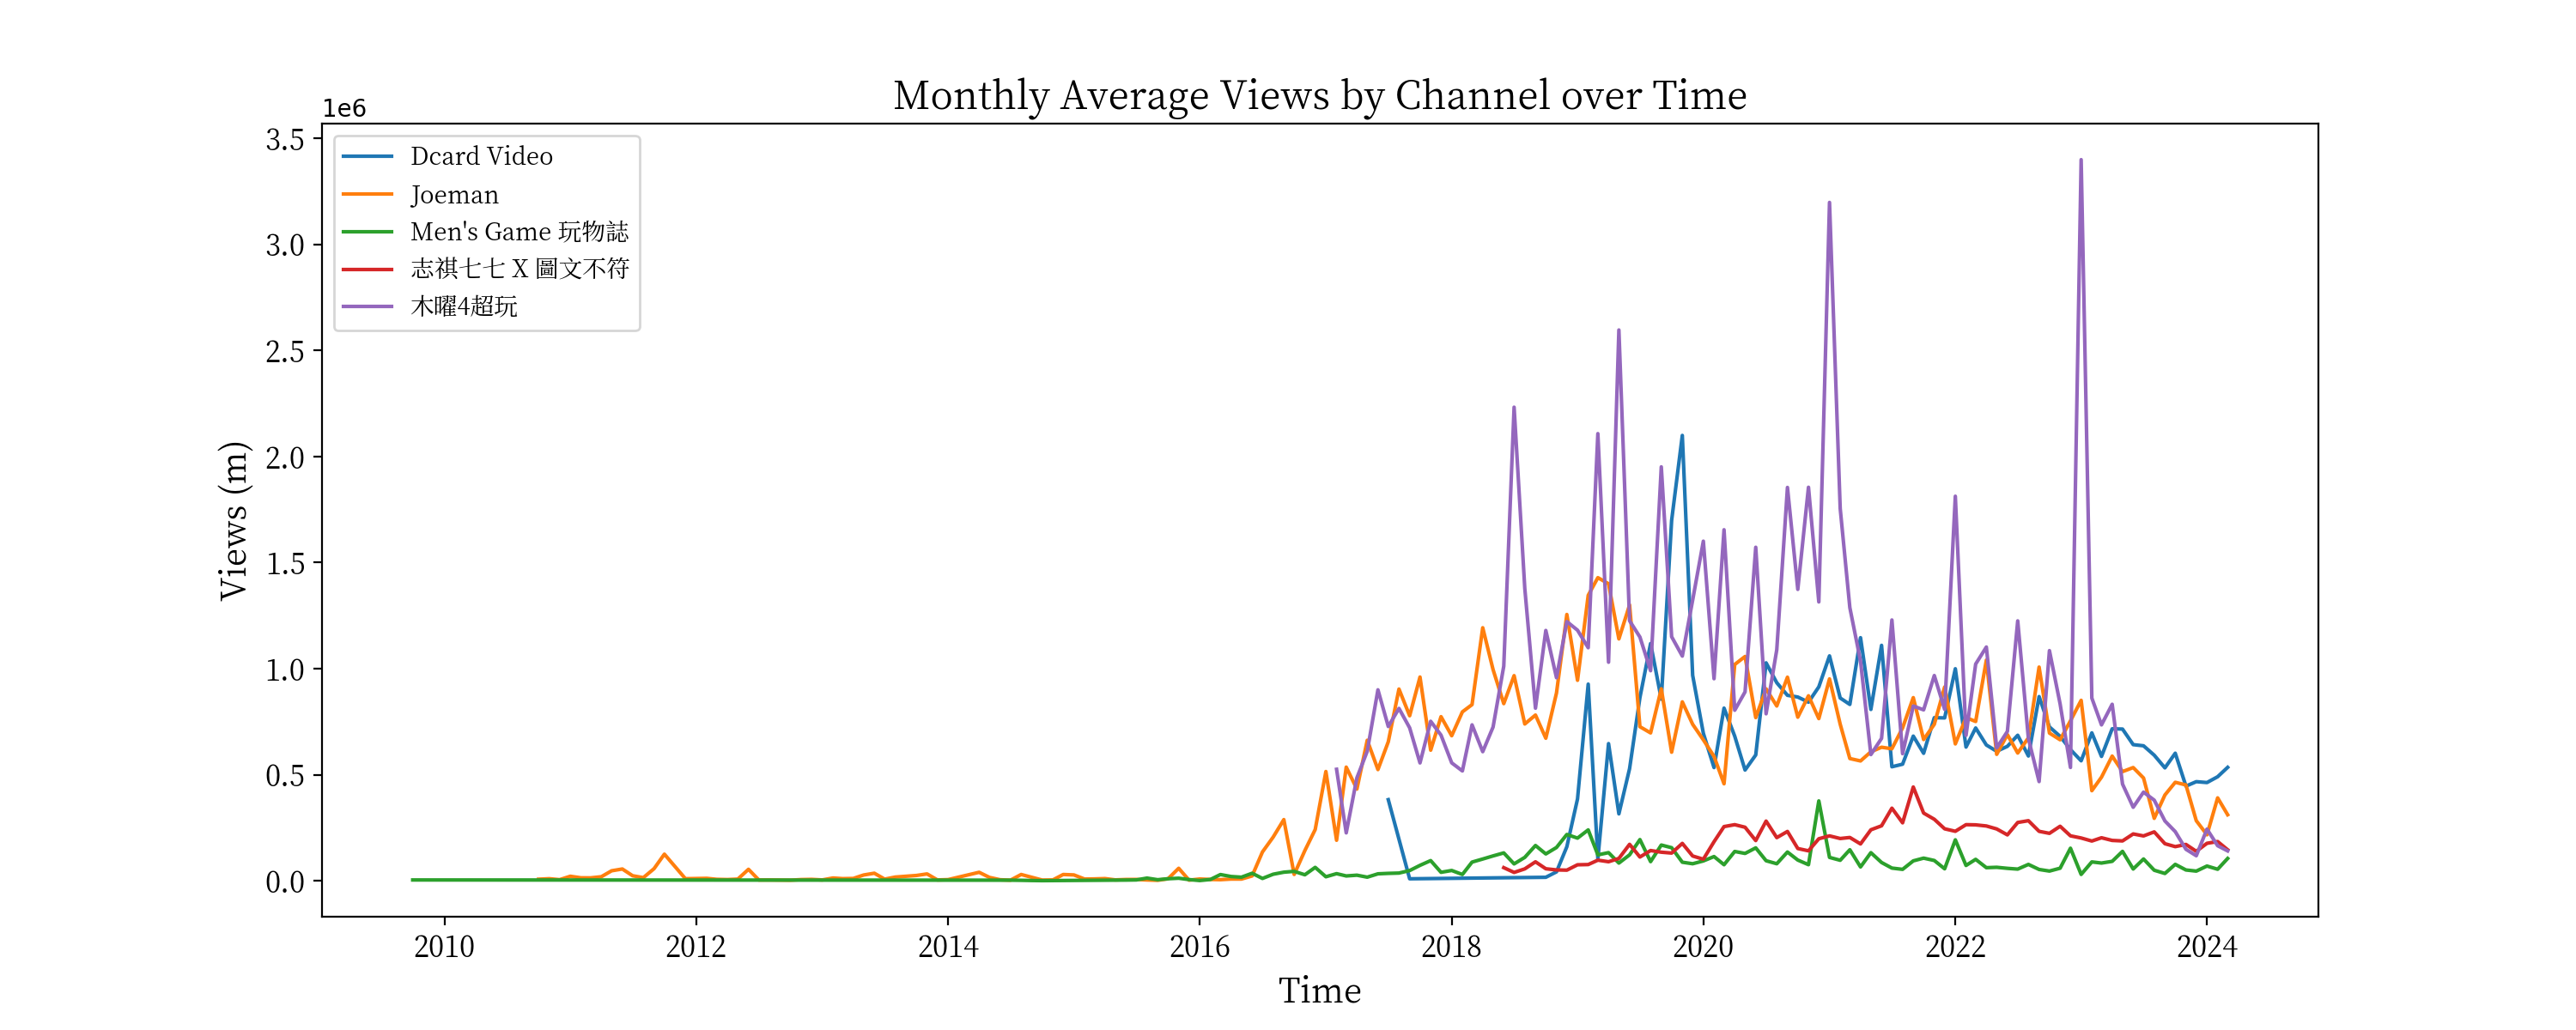 Monthly Average Views by Channel over Time
1e6
3.5
3.0
2.5
2.0
1.5
1.0
0.5
0.0
Views (m)
Dcard Video
Joeman
Men's Game 玩物誌
志祺七七 X 圖文不符
木曜4超玩
2010 2012 2014 2016 2018 2020 2022 2024
Time